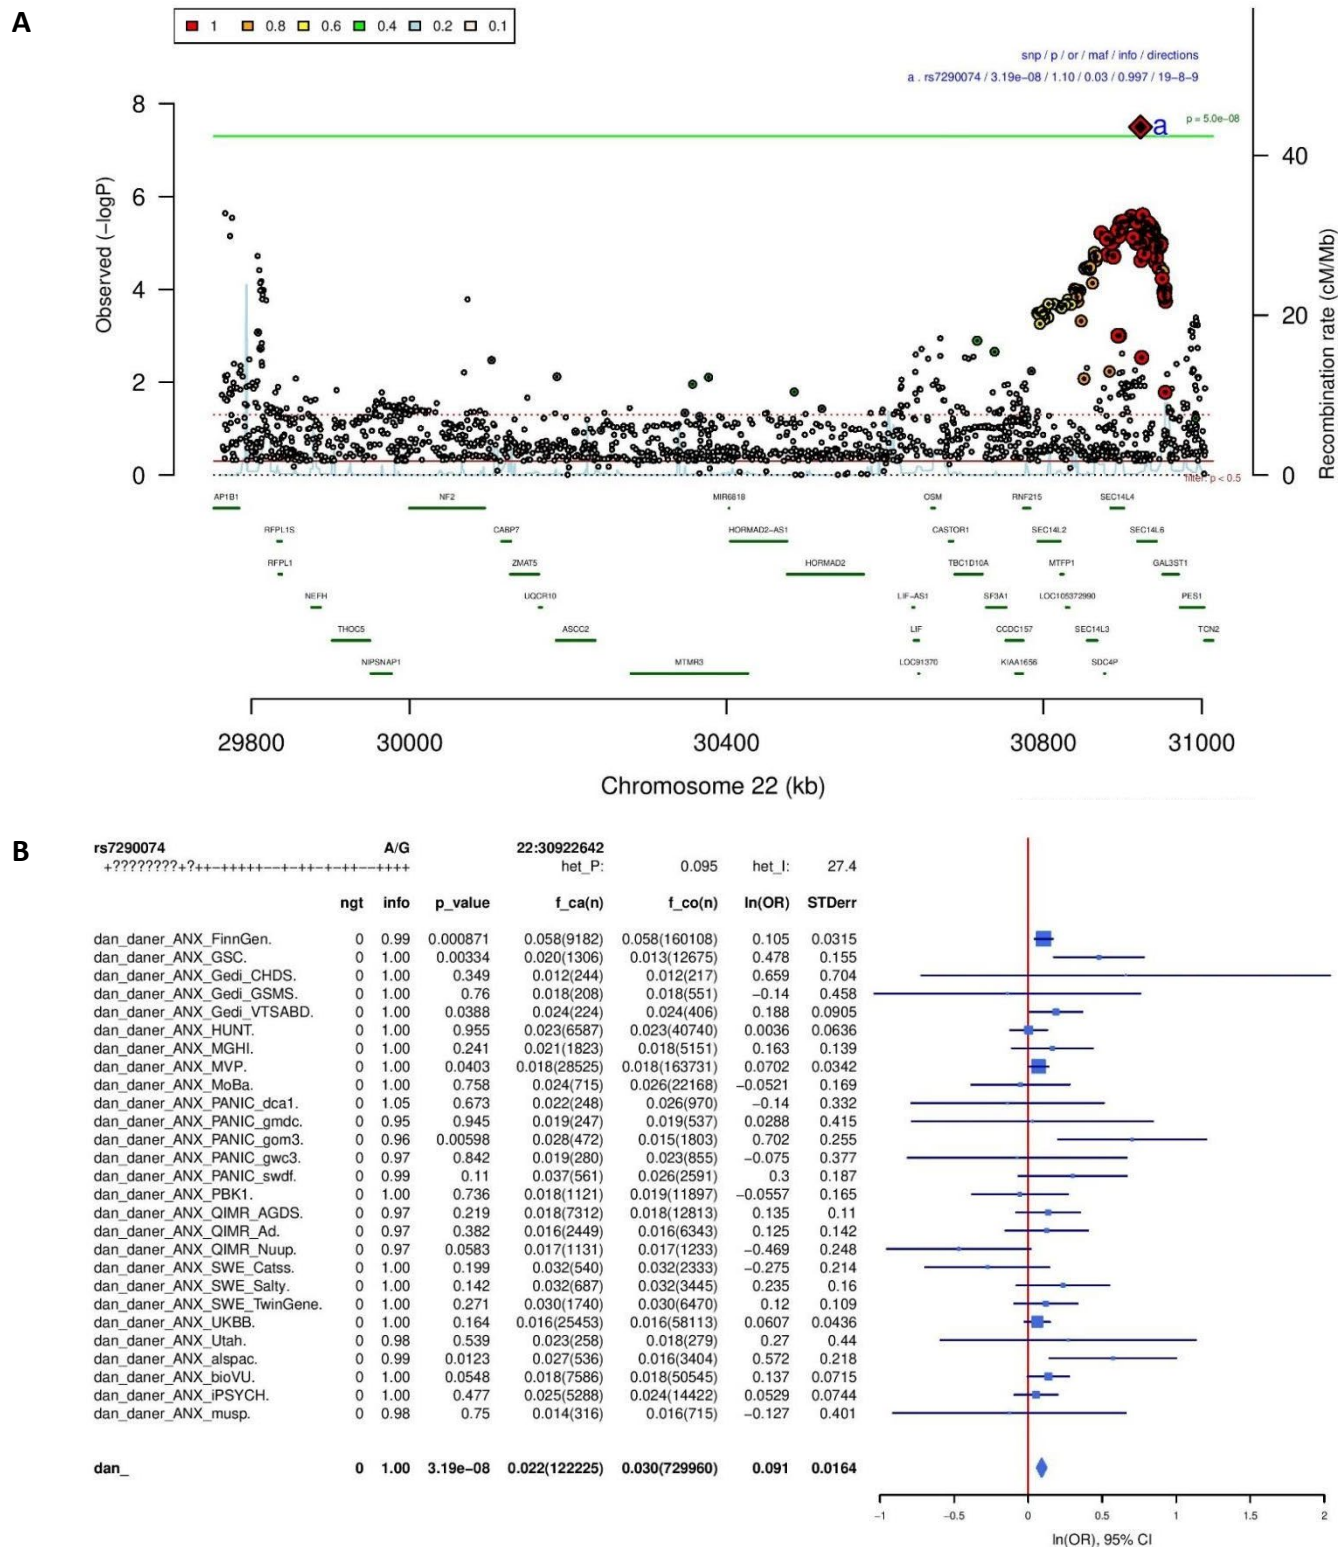 A
1 0.8 0.6 0.4 0.2 0.1
snp / p / or / maf / info / directions
a . rs7290074 / 3.19e−08 / 1.10 / 0.03 / 0.997 / 19−8−9
8
6
4
2
0
Observed (−logP)
a
p = 5.0e−08
40
20
0
Recombination rate (cM/Mb)
filter: p < 0.5
AP1B1 NF2 MIR6818 OSM RNF215 SEC14L4
RFPL1S CABP7 HORMAD2−AS1 CASTOR1 SEC14L2 SEC14L6
RFPL1 ZMAT5 HORMAD2 TBC1D10A MTFP1 GAL3ST1
NEFH UQCR10 LIF−AS1 SF3A1 LOC105372990 PES1
THOC5 ASCC2 LIF CCDC157 SEC14L3 TCN2
NIPSNAP1 MTMR3 LOC91370 KIAA1656 SDC4P
29800 30000 30400 30800 31000
Chromosome 22 (kb)
B
rs7290074 A/G 22:30922642
het_P: 0.095 het_I: 27.4
ngt info p_value f_ca(n) f_co(n) ln(OR) STDerr
dan_daner_ANX_FinnGen. 0 0.99 0.000871 0.058(9182) 0.058(160108) 0.105 0.0315
dan_daner_ANX_GSC. 0 1.00 0.00334 0.020(1306) 0.013(12675) 0.478 0.155
dan_daner_ANX_Gedi_CHDS. 0 1.00 0.349 0.012(244) 0.012(217) 0.659 0.704
dan_daner_ANX_Gedi_GSMS. 0 1.00 0.76 0.018(208) 0.018(551) −0.14 0.458
dan_daner_ANX_Gedi_VTSABD. 0 1.00 0.0388 0.024(224) 0.024(406) 0.188 0.0905
dan_daner_ANX_HUNT. 0 1.00 0.955 0.023(6587) 0.023(40740) 0.0036 0.0636
dan_daner_ANX_MGHI. 0 1.00 0.241 0.021(1823) 0.018(5151) 0.163 0.139
dan_daner_ANX_MVP. 0 1.00 0.0403 0.018(28525) 0.018(163731) 0.0702 0.0342
dan_daner_ANX_MoBa. 0 1.00 0.758 0.024(715) 0.026(22168) −0.0521 0.169
dan_daner_ANX_PANIC_dca1. 0 1.05 0.673 0.022(248) 0.026(970) −0.14 0.332
dan_daner_ANX_PANIC_gmdc. 0 0.95 0.945 0.019(247) 0.019(537) 0.0288 0.415
dan_daner_ANX_PANIC_gom3. 0 0.96 0.00598 0.028(472) 0.015(1803) 0.702 0.255
dan_daner_ANX_PANIC_gwc3. 0 0.97 0.842 0.019(280) 0.023(855) −0.075 0.377
dan_daner_ANX_PANIC_swdf. 0 0.99 0.11 0.037(561) 0.026(2591) 0.3 0.187
dan_daner_ANX_PBK1. 0 1.00 0.736 0.018(1121) 0.019(11897) −0.0557 0.165
dan_daner_ANX_QIMR_AGDS. 0 0.97 0.219 0.018(7312) 0.018(12813) 0.135 0.11
dan_daner_ANX_QIMR_Ad. 0 0.97 0.382 0.016(2449) 0.016(6343) 0.125 0.142
dan_daner_ANX_QIMR_Nuup. 0 0.97 0.0583 0.017(1131) 0.017(1233) −0.469 0.248
dan_daner_ANX_SWE_Catss. 0 1.00 0.199 0.032(540) 0.032(2333) −0.275 0.214
dan_daner_ANX_SWE_Salty. 0 1.00 0.142 0.032(687) 0.032(3445) 0.235 0.16
dan_daner_ANX_SWE_TwinGene. 0 1.00 0.271 0.030(1740) 0.030(6470) 0.12 0.109
dan_daner_ANX_UKBB. 0 1.00 0.164 0.016(25453) 0.016(58113) 0.0607 0.0436
dan_daner_ANX_Utah. 0 0.98 0.539 0.023(258) 0.018(279) 0.27 0.44
dan_daner_ANX_alspac. 0 0.99 0.0123 0.027(536) 0.016(3404) 0.572 0.218
dan_daner_ANX_bioVU. 0 1.00 0.0548 0.018(7586) 0.018(50545) 0.137 0.0715
dan_daner_ANX_iPSYCH. 0 1.00 0.477 0.025(5288) 0.024(14422) 0.0529 0.0744
dan_daner_ANX_musp. 0 0.98 0.75 0.014(316) 0.016(715) −0.127 0.401
dan_ 0 1.00 3.19e−08 0.022(122225) 0.030(729960) 0.091 0.0164
−1 −0.5 0 0.5 1 1.5 2
ln(OR), 95% CI